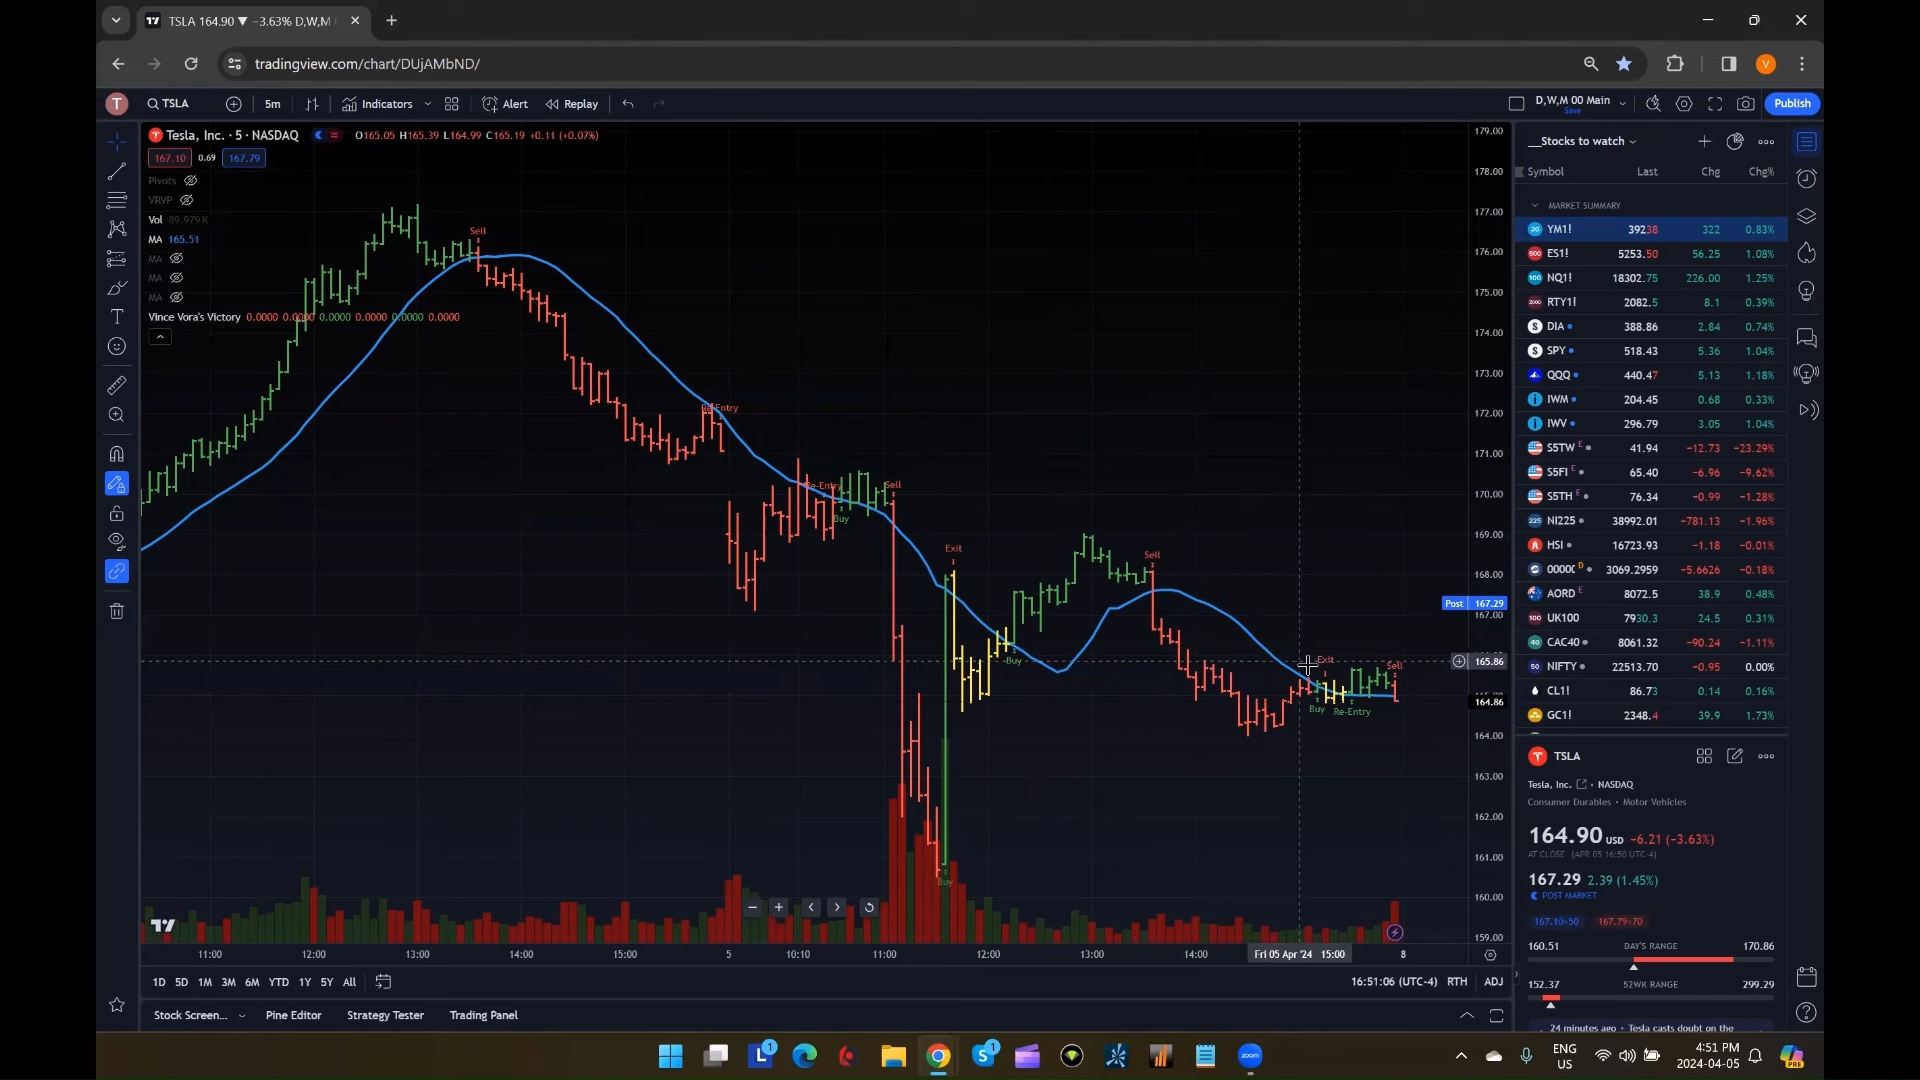 TSLA 164.90 ▼ −3.63% D,W,M
tradingview.com/chart/DUjAMbND/
V
T
TSLA
5m
Indicators
Alert
Replay
D,W,M 00 Main
Save
Publish
Tesla, Inc. · 5 · NASDAQ
O165.05 H165.39 L164.99 C165.19 +0.11 (+0.07%)
167.10 0.69 167.79
Pivots
VRVP
Vol 89.979K
MA 165.51
MA
MA
MA
Vince Vora's Victory 0.0000 0.0000 0.0000 0.0000 0.0000 0.0000
Sell
Re-Entry
Re-Entry
Buy
Sell
Exit
Buy
Buy
Sell
Exit
Buy
Re-Entry
Sell
179.00
178.00
177.00
176.00
175.00
174.00
173.00
172.00
171.00
170.00
169.00
168.00
Post 167.29
167.00
165.86
164.86
164.00
163.00
162.00
161.00
160.00
159.00
11:00 12:00 13:00 14:00 15:00 5 10:10 11:00 12:00 13:00 14:00 Fri 05 Apr '24 15:00 8
1D 5D 1M 3M 6M YTD 1Y 5Y All
16:51:06 (UTC-4) RTH ADJ
Stock Screen... Pine Editor Strategy Tester Trading Panel
__Stocks to watch
Symbol Last Chg Chg%
MARKET SUMMARY
YM1! 39238 322 0.83%
ES1! 5253.50 56.25 1.08%
NQ1! 18302.75 226.00 1.25%
RTY1! 2082.5 8.1 0.39%
DIA 388.86 2.84 0.74%
SPY 518.43 5.36 1.04%
QQQ 440.47 5.13 1.18%
IWM 204.45 0.68 0.33%
IWV 296.79 3.05 1.04%
S5TW E 41.94 −12.73 −23.29%
S5FI E 65.40 −6.96 −9.62%
S5TH E 76.34 −0.99 −1.28%
NI225 38992.01 −781.13 −1.96%
HSI 16723.93 −1.18 −0.01%
0000C D 3069.2959 −5.6626 −0.18%
AORD E 8072.5 38.9 0.48%
UK100 7930.3 24.5 0.31%
CAC40 8061.32 −90.24 −1.11%
NIFTY 22513.70 −0.95 0.00%
CL1! 86.73 0.14 0.16%
GC1! 2348.4 39.9 1.73%
TSLA
Tesla, Inc. · NASDAQ
Consumer Durables · Motor Vehicles
164.90 USD −6.21 (−3.63%)
AT CLOSE (APR 05 16:50 UTC-4)
167.29 2.39 (1.45%)
POST MARKET
167.10×50 167.79×70
160.51 DAY'S RANGE 170.86
152.37 52WK RANGE 299.29
24 minutes ago · Tesla casts doubt on the
ENG
US
4:51 PM
2024-04-05
zoom
PRE